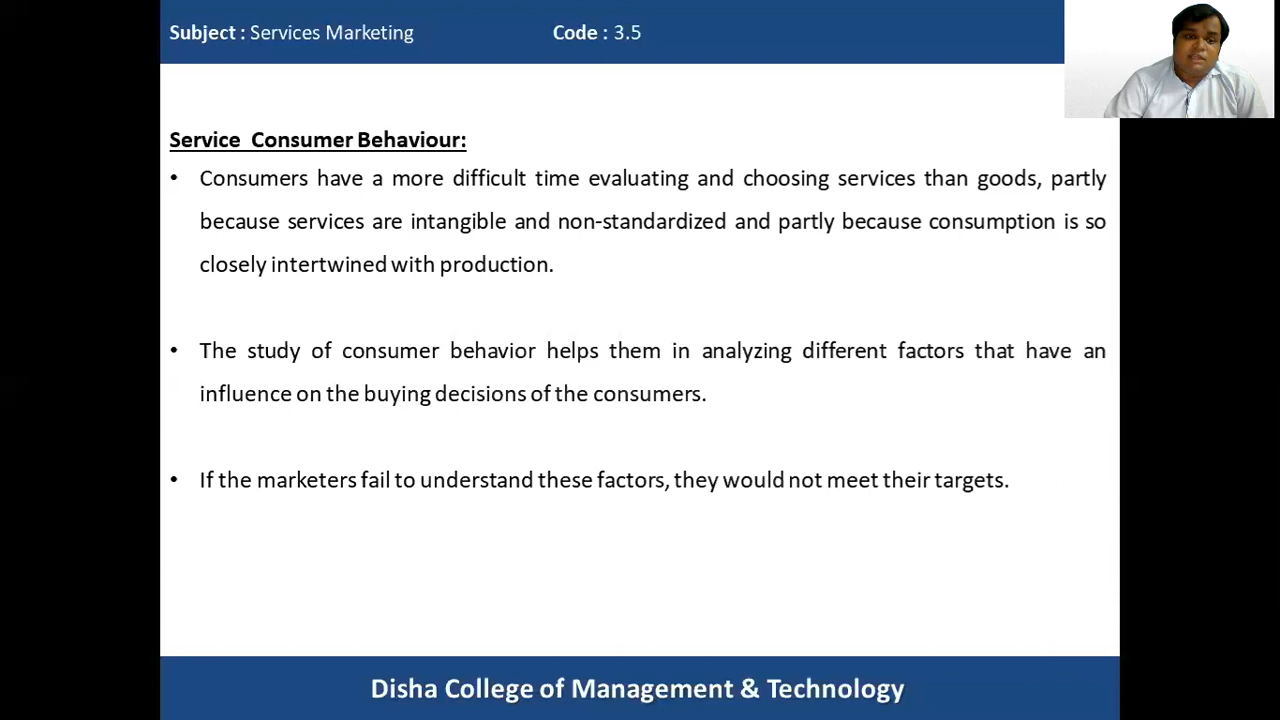 Subject : Services Marketing Code : 3.5
Service Consumer Behaviour:
• Consumers have a more difficult time evaluating and choosing services than goods, partly
because services are intangible and non-standardized and partly because consumption is so
closely intertwined with production.
• The study of consumer behavior helps them in analyzing different factors that have an
influence on the buying decisions of the consumers.
• If the marketers fail to understand these factors, they would not meet their targets.
Disha College of Management & Technology